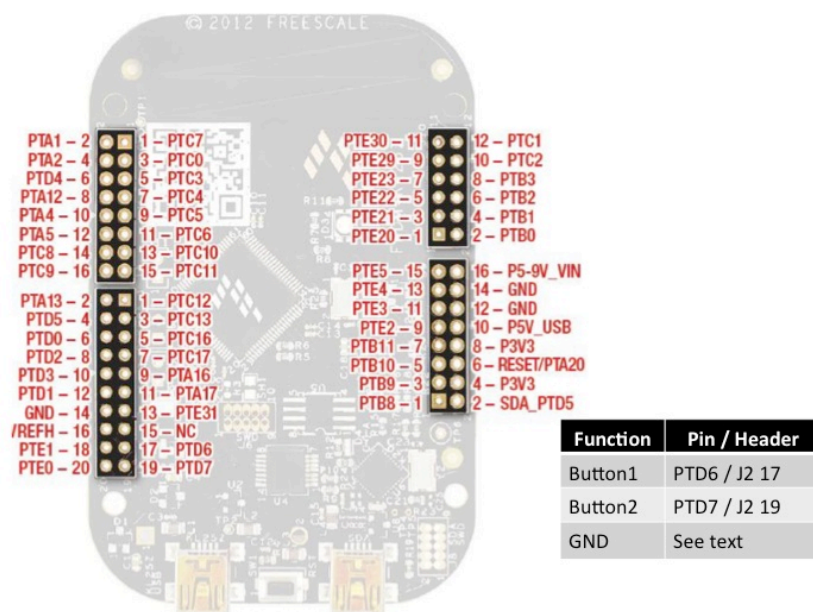 © 2012 FREESCALE
PTA1 – 2 1 – PTC7
PTA2 – 4 3 – PTC0
PTD4 – 6 5 – PTC3
PTA12 – 8 7 – PTC4
PTA4 – 10 9 – PTC5
PTA5 – 12 11 – PTC6
PTC8 – 14 13 – PTC10
PTC9 – 16 15 – PTC11
PTA13 – 2 1 – PTC12
PTD5 – 4 3 – PTC13
PTD0 – 6 5 – PTC16
PTD2 – 8 7 – PTC17
PTD3 – 10 9 – PTA16
PTD1 – 12 11 – PTA17
GND – 14 13 – PTE31
/REFH – 16 15 – NC
PTE1 – 18 17 – PTD6
PTE0 – 20 19 – PTD7
PTE30 – 11 12 – PTC1
PTE29 – 9 10 – PTC2
PTE23 – 7 8 – PTB3
PTE22 – 5 6 – PTB2
PTE21 – 3 4 – PTB1
PTE20 – 1 2 – PTB0
PTE5 – 15 16 – P5-9V_VIN
PTE4 – 13 14 – GND
PTE3 – 11 12 – GND
PTE2 – 9 10 – P5V_USB
PTB11 – 7 8 – P3V3
PTB10 – 5 6 – RESET/PTA20
PTB9 – 3 4 – P3V3
PTB8 – 1 2 – SDA_PTD5
R6
R5
U4
D1
Function Pin / Header
Button1 PTD6 / J2 17
Button2 PTD7 / J2 19
GND See text